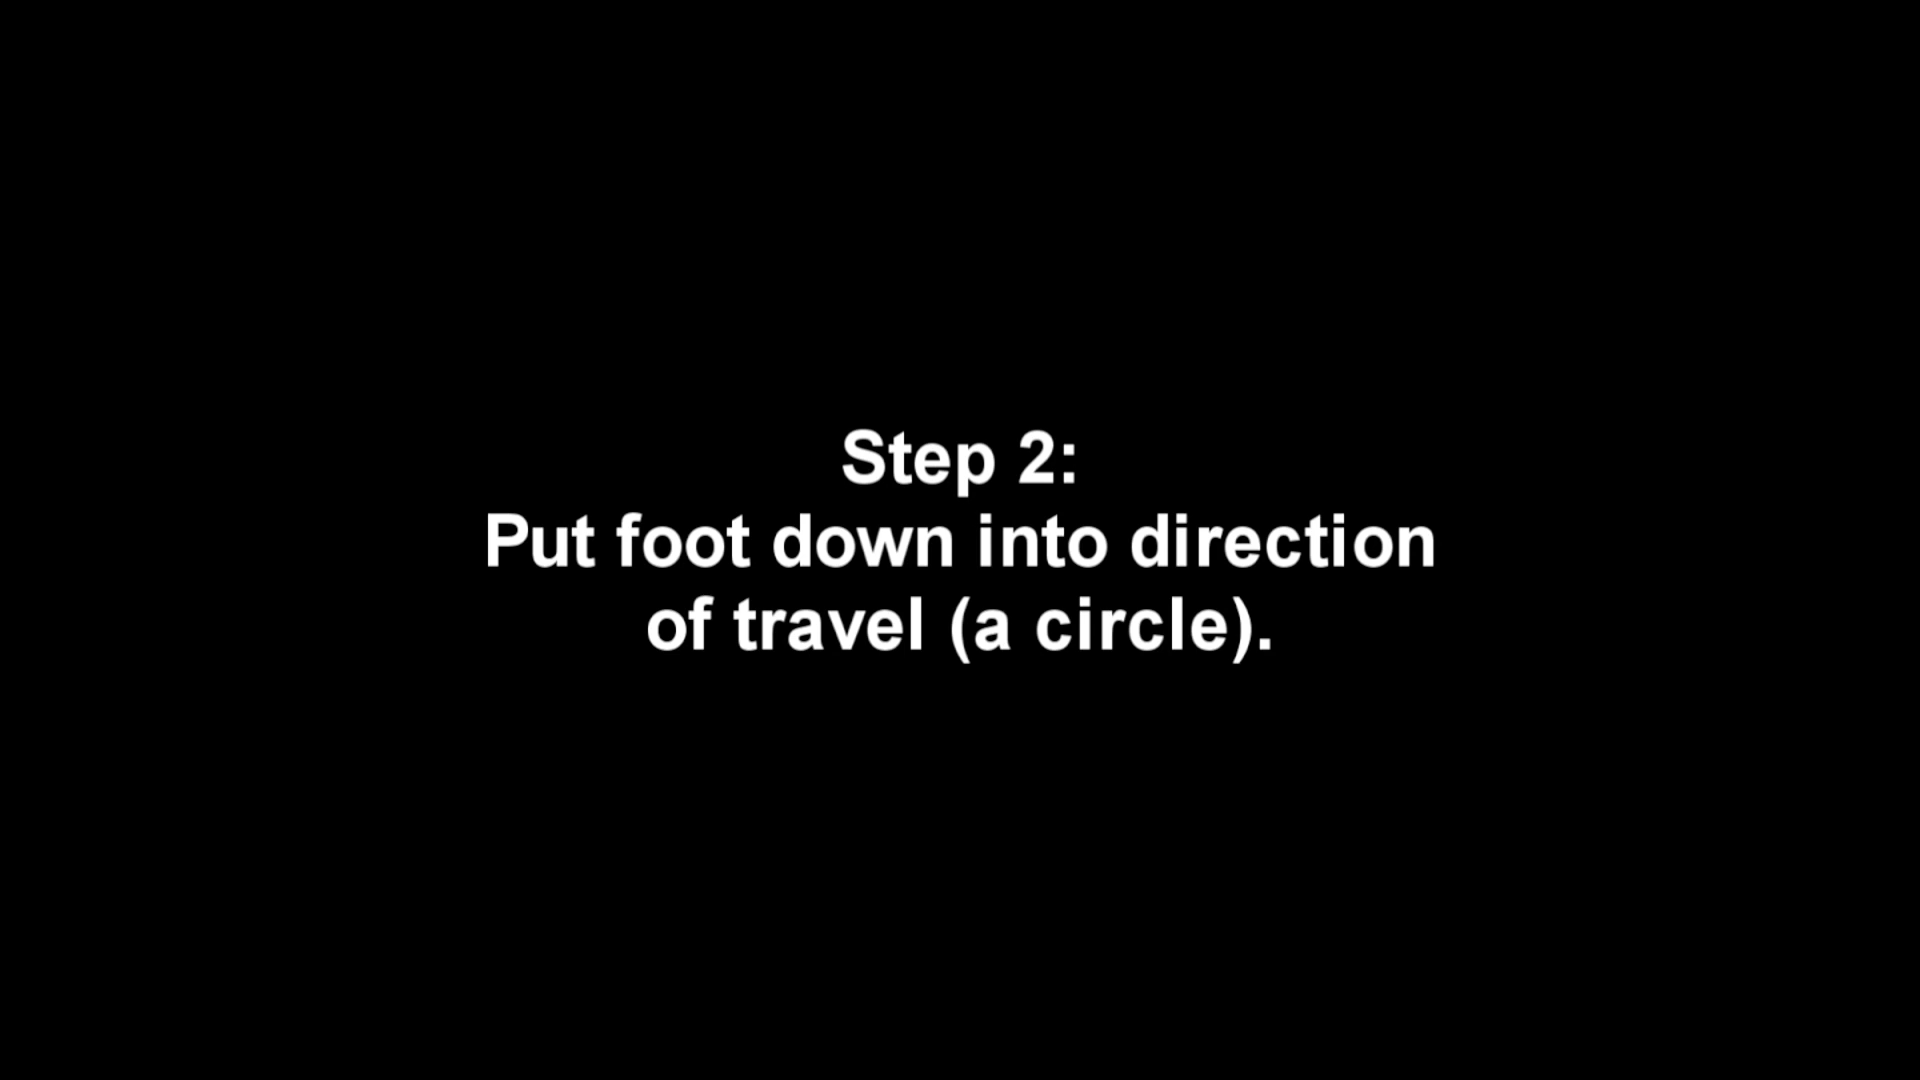 Step 2:
Put foot down into direction
of travel (a circle).